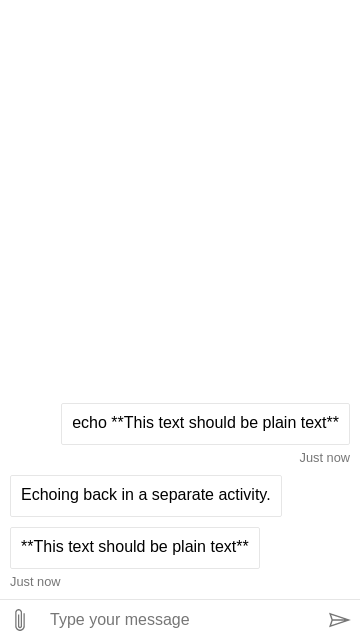 echo **This text should be plain text**
Just now
Echoing back in a separate activity.
**This text should be plain text**
Just now
Type your message